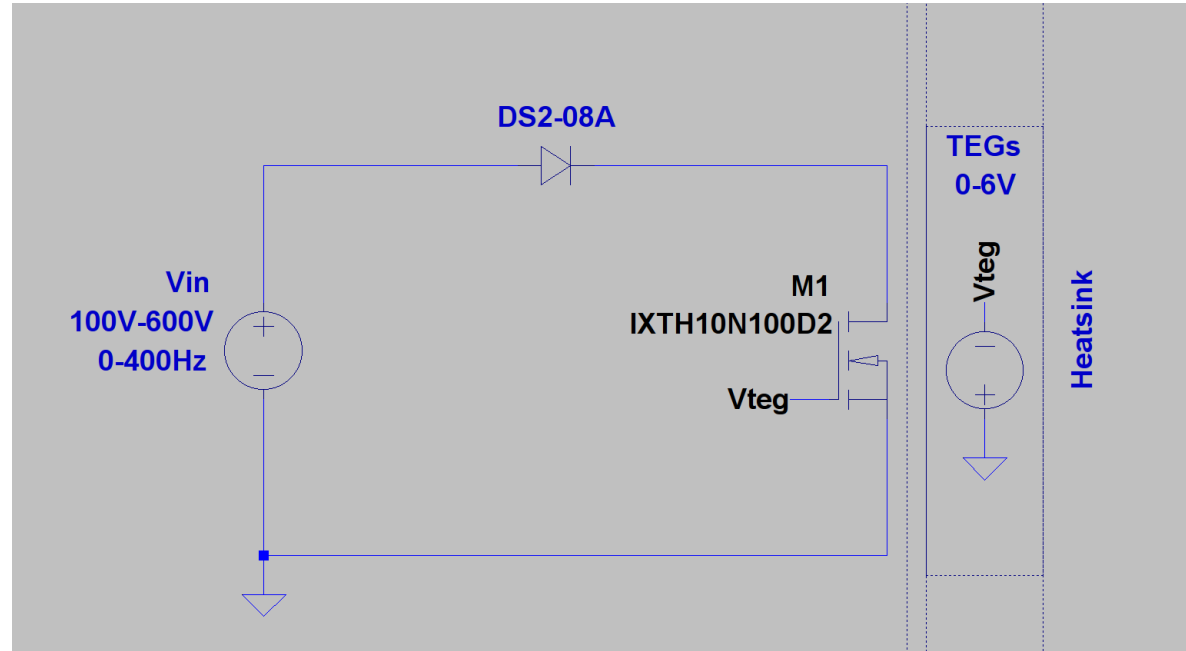 DS2-08A
Vin
100V-600V
0-400Hz
M1
IXTH10N100D2
Vteg
TEGs
0-6V
Vteg
Heatsink